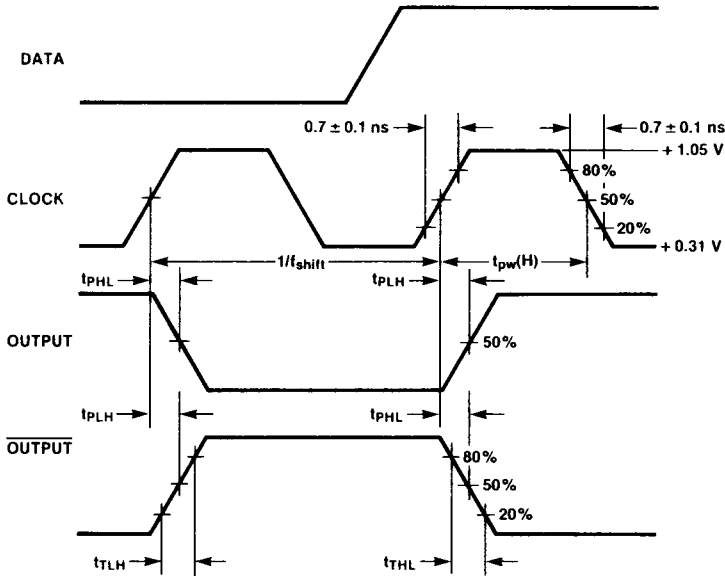 DATA
0.7 ± 0.1 ns
0.7 ± 0.1 ns
+ 1.05 V
80%
CLOCK
50%
20%
+ 0.31 V
1/fshift
tpw(H)
tPHL
tPLH
OUTPUT
50%
tPLH
tPHL
OUTPUT
80%
50%
20%
tTLH
tTHL